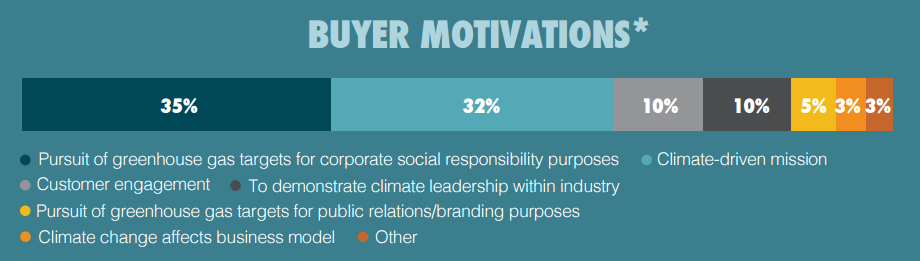 BUYER MOTIVATIONS*
35% 32% 10% 10% 5% 3% 3%
Pursuit of greenhouse gas targets for corporate social responsibility purposes Climate-driven mission
Customer engagement To demonstrate climate leadership within industry
Pursuit of greenhouse gas targets for public relations/branding purposes
Climate change affects business model Other